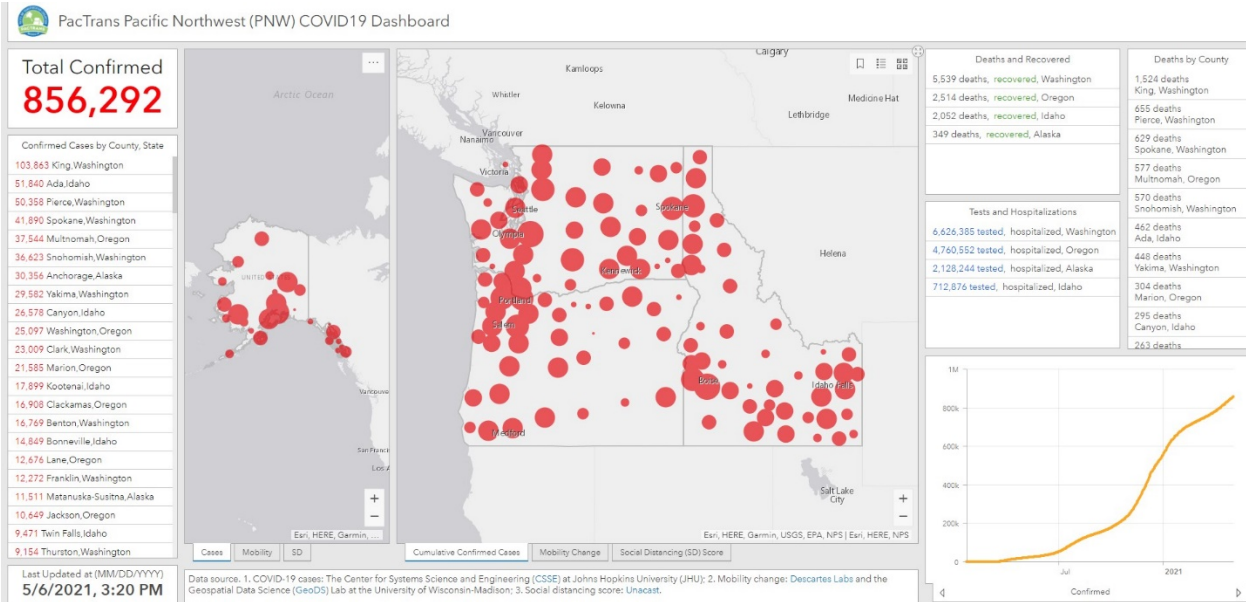 PacTrans Pacific Northwest (PNW) COVID19 Dashboard
Total Confirmed
856,292
Confirmed Cases by County, State
103,863 King,Washington
51,840 Ada,Idaho
50,358 Pierce,Washington
41,890 Spokane,Washington
37,544 Multnomah,Oregon
36,623 Snohomish,Washington
30,356 Anchorage,Alaska
29,582 Yakima,Washington
26,578 Canyon,Idaho
25,097 Washington,Oregon
23,009 Clark,Washington
21,585 Marion,Oregon
17,899 Kootenai,Idaho
16,908 Clackamas,Oregon
16,769 Benton,Washington
14,849 Bonneville,Idaho
12,676 Lane,Oregon
12,272 Franklin,Washington
11,511 Matanuska-Susitna,Alaska
10,649 Jackson,Oregon
9,471 Twin Falls,Idaho
9,154 Thurston,Washington
Last Updated at (MM/DD/YYYY)
5/6/2021, 3:20 PM
Arctic Ocean
UNITED
Vancouve
San Franci
Los A
+
−
Esri, HERE, Garmin, ...
Cases Mobility SD
Calgary
Kamloops
Whistler
Kelowna
Medicine Hat
Lethbridge
Vancouver
Nanaimo
Victoria
Seattle
Spokane
Olympia
Helena
Kennewick
Portland
Salem
Boise
Idaho Falls
Medford
Salt Lake
City
+
−
Esri, HERE, Garmin, USGS, EPA, NPS | Esri, HERE, NPS
Cumulative Confirmed Cases Mobility Change Social Distancing (SD) Score
Data source. 1. COVID-19 cases: The Center for Systems Science and Engineering (CSSE) at Johns Hopkins University (JHU); 2. Mobility change: Descartes Labs and the
Geospatial Data Science (GeoDS) Lab at the University of Wisconsin-Madison; 3. Social distancing score: Unacast.
Deaths and Recovered
5,539 deaths, recovered, Washington
2,514 deaths, recovered, Oregon
2,052 deaths, recovered, Idaho
349 deaths, recovered, Alaska
Tests and Hospitalizations
6,626,385 tested, hospitalized, Washington
4,760,552 tested, hospitalized, Oregon
2,128,244 tested, hospitalized, Alaska
712,876 tested, hospitalized, Idaho
Deaths by County
1,524 deaths
King, Washington
655 deaths
Pierce, Washington
629 deaths
Spokane, Washington
577 deaths
Multnomah, Oregon
570 deaths
Snohomish, Washington
462 deaths
Ada, Idaho
448 deaths
Yakima, Washington
304 deaths
Marion, Oregon
295 deaths
Canyon, Idaho
263 deaths
1M
800k
600k
400k
200k
0
Jul 2021
Confirmed